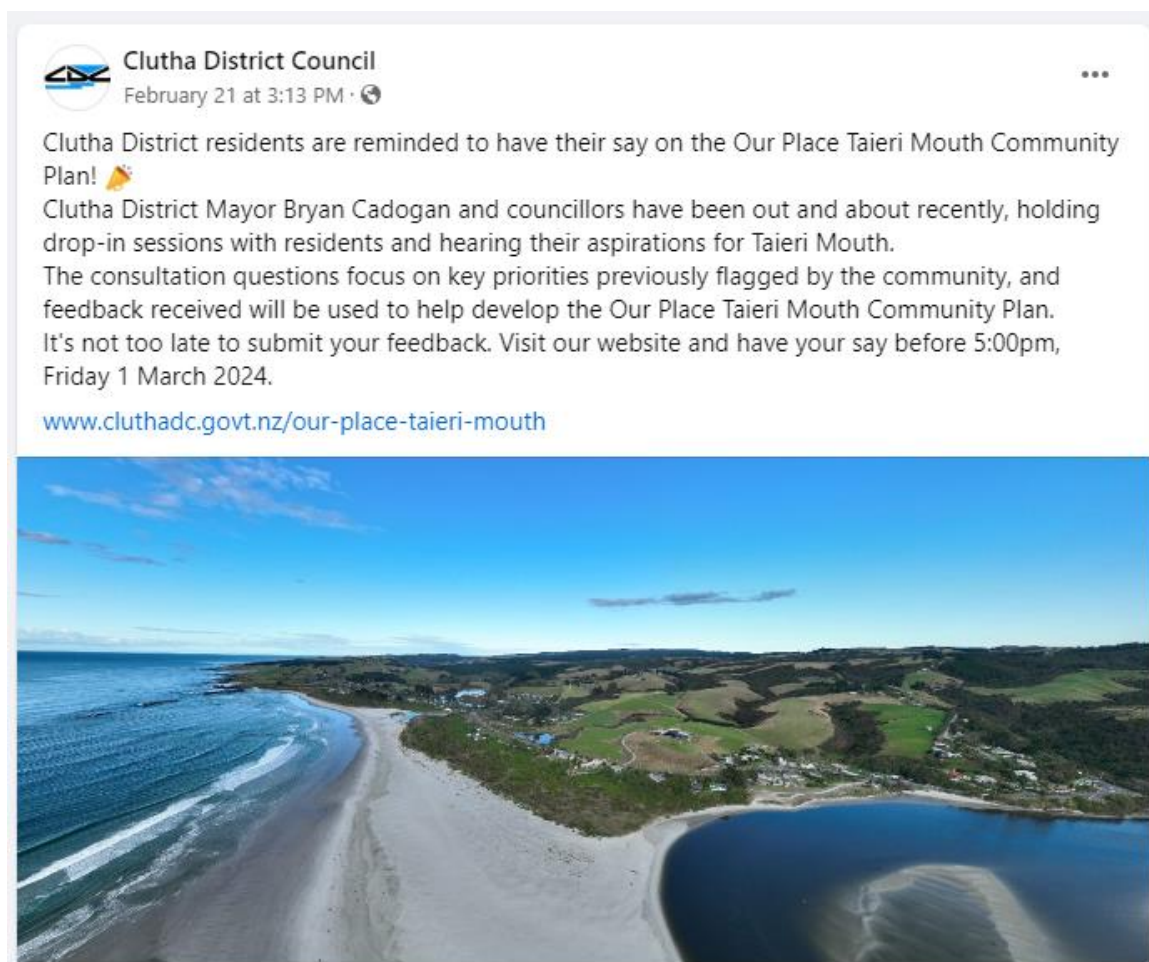 Clutha District Council
February 21 at 3:13 PM ·
Clutha District residents are reminded to have their say on the Our Place Taieri Mouth Community
Plan!
Clutha District Mayor Bryan Cadogan and councillors have been out and about recently, holding
drop-in sessions with residents and hearing their aspirations for Taieri Mouth.
The consultation questions focus on key priorities previously flagged by the community, and
feedback received will be used to help develop the Our Place Taieri Mouth Community Plan.
It's not too late to submit your feedback. Visit our website and have your say before 5:00pm,
Friday 1 March 2024.
www.cluthadc.govt.nz/our-place-taieri-mouth